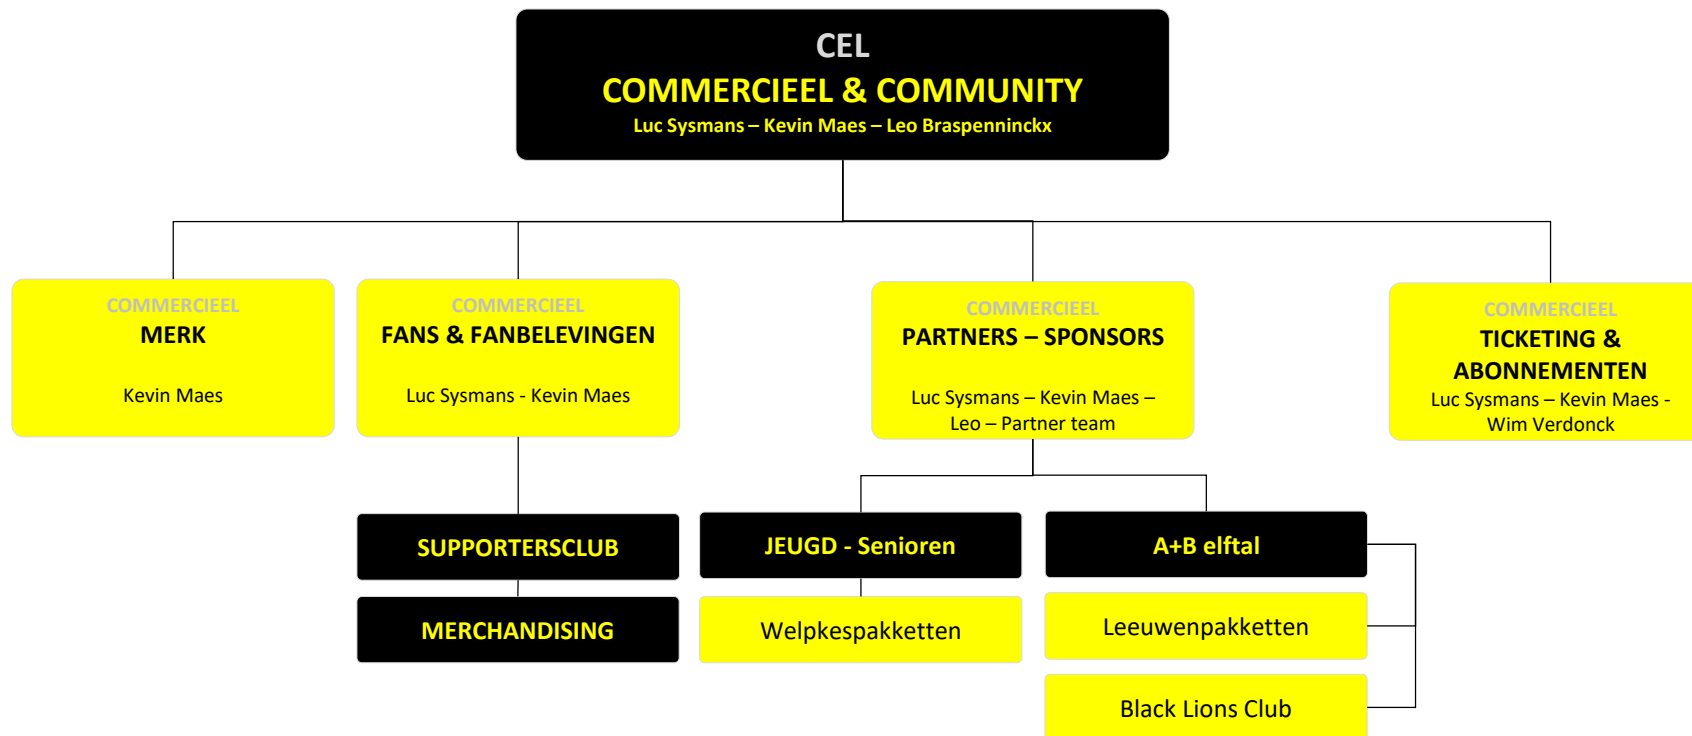 CEL
COMMERCIEEL & COMMUNITY
Luc Sysmans – Kevin Maes – Leo Braspenninckx
COMMERCIEEL
MERK
Kevin Maes
COMMERCIEEL
FANS & FANBELEVINGEN
Luc Sysmans - Kevin Maes
COMMERCIEEL
PARTNERS – SPONSORS
Luc Sysmans – Kevin Maes –
Leo – Partner team
COMMERCIEEL
TICKETING &
ABONNEMENTEN
Luc Sysmans – Kevin Maes -
Wim Verdonck
SUPPORTERSCLUB
MERCHANDISING
JEUGD - Senioren
Welpkespakketten
A+B elftal
Leeuwenpakketten
Black Lions Club